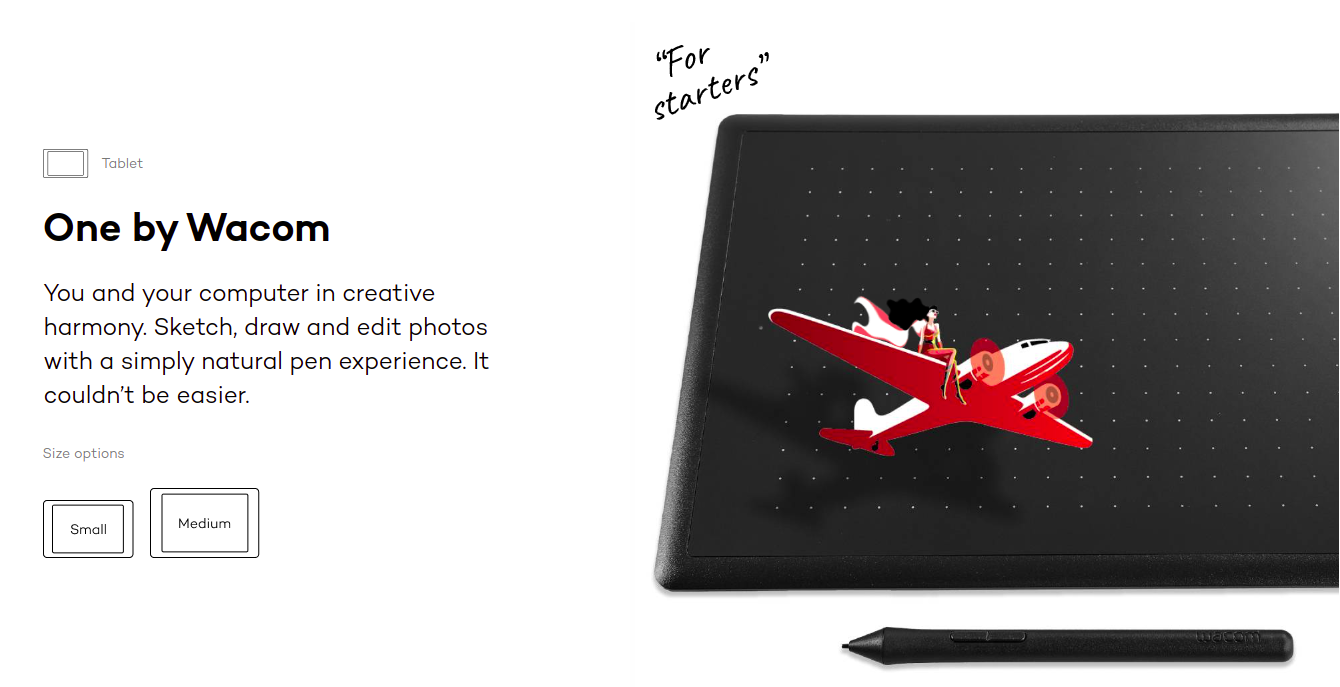 “For
starters”
Tablet
One by Wacom
You and your computer in creative
harmony. Sketch, draw and edit photos
with a simply natural pen experience. It
couldn’t be easier.
Size options
Small
Medium
wacom